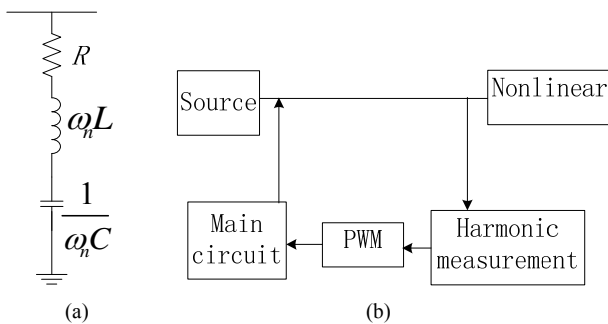 R
ωₙL
1
ωₙC
(a)
Source
Nonlinear
Main
circuit
PWM
Harmonic
measurement
(b)